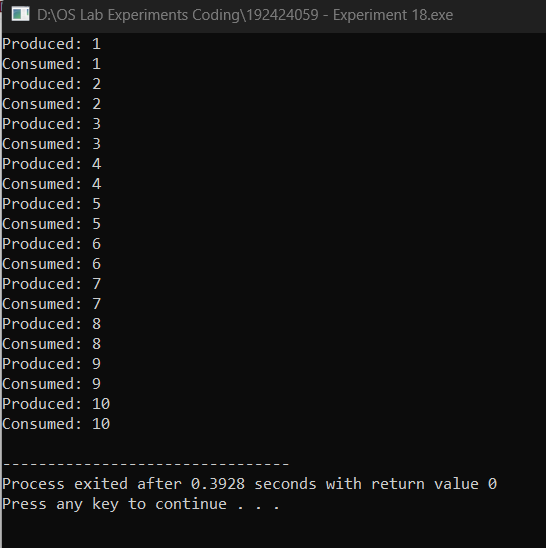 D:\OS Lab Experiments Coding\192424059 - Experiment 18.exe
Produced: 1
Consumed: 1
Produced: 2
Consumed: 2
Produced: 3
Consumed: 3
Produced: 4
Consumed: 4
Produced: 5
Consumed: 5
Produced: 6
Consumed: 6
Produced: 7
Consumed: 7
Produced: 8
Consumed: 8
Produced: 9
Consumed: 9
Produced: 10
Consumed: 10
--------------------------------
Process exited after 0.3928 seconds with return value 0
Press any key to continue . . .